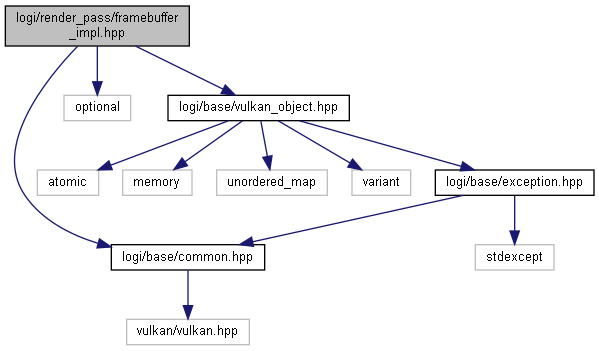 logi/render_pass/framebuffer
_impl.hpp
optional
logi/base/vulkan_object.hpp
atomic
memory
unordered_map
variant
logi/base/exception.hpp
logi/base/common.hpp
stdexcept
vulkan/vulkan.hpp